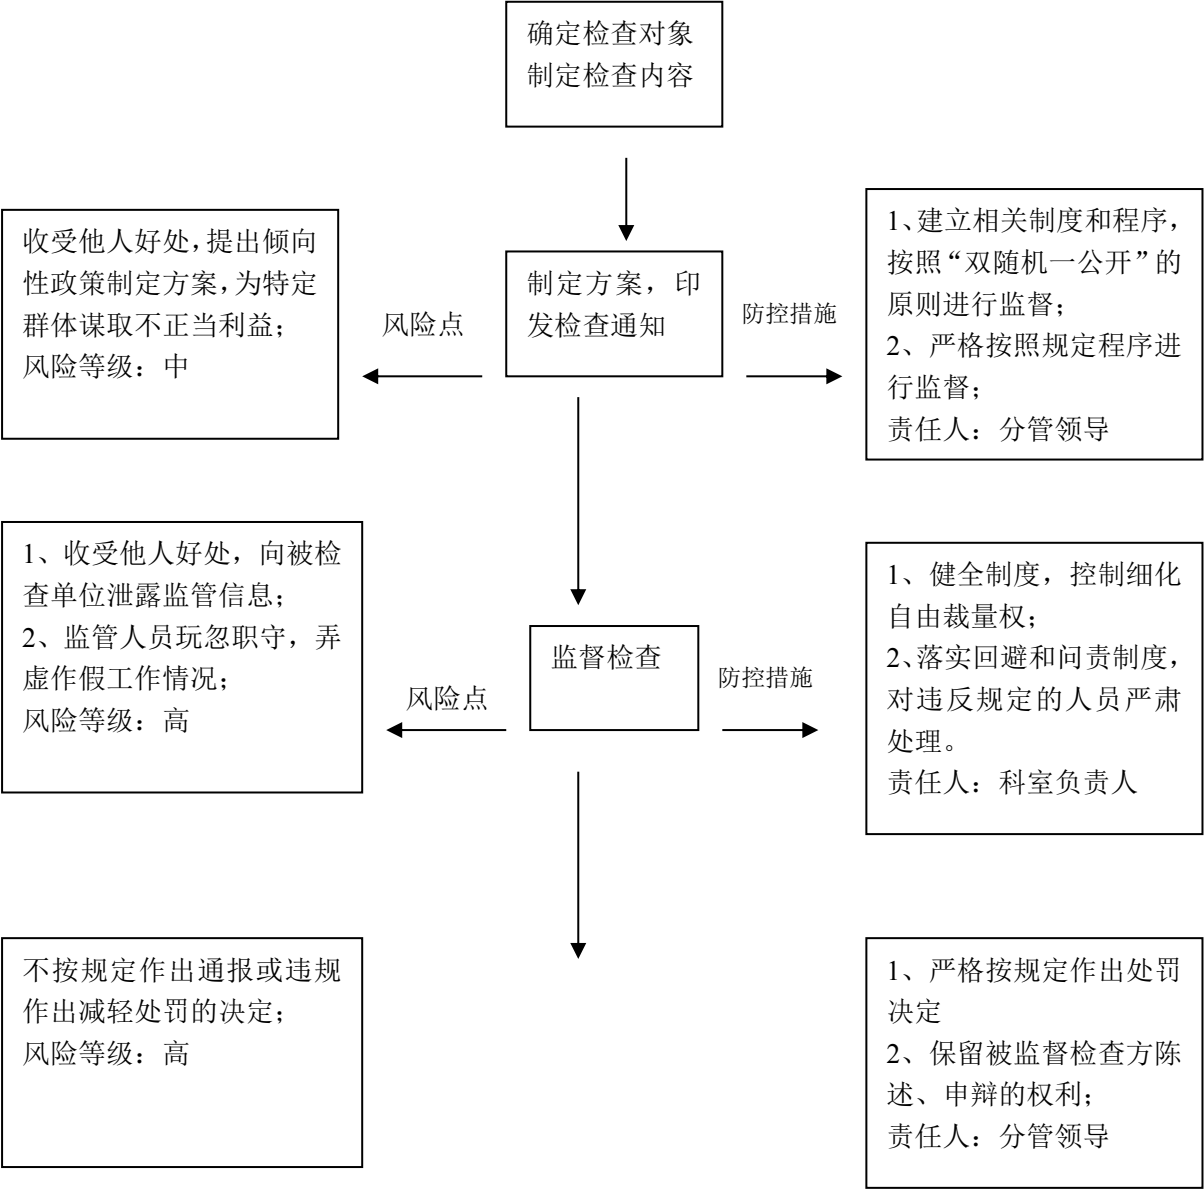 确定检查对象
制定检查内容
收受他人好处，提出倾向
性政策制定方案，为特定
群体谋取不正当利益；
风险等级：中
风险点
制定方案，印
发检查通知
防控措施
1、建立相关制度和程序，
按照“双随机一公开”的
原则进行监督；
2、严格按照规定程序进
行监督；
责任人：分管领导
1、收受他人好处，向被检
查单位泄露监管信息；
2、监管人员玩忽职守，弄
虚作假工作情况；
风险等级：高
风险点
监督检查
防控措施
1、健全制度，控制细化
自由裁量权；
2、落实回避和问责制度，
对违反规定的人员严肃
处理。
责任人：科室负责人
不按规定作出通报或违规
作出减轻处罚的决定；
风险等级：高
1、严格按规定作出处罚
决定
2、保留被监督检查方陈
述、申辩的权利；
责任人：分管领导